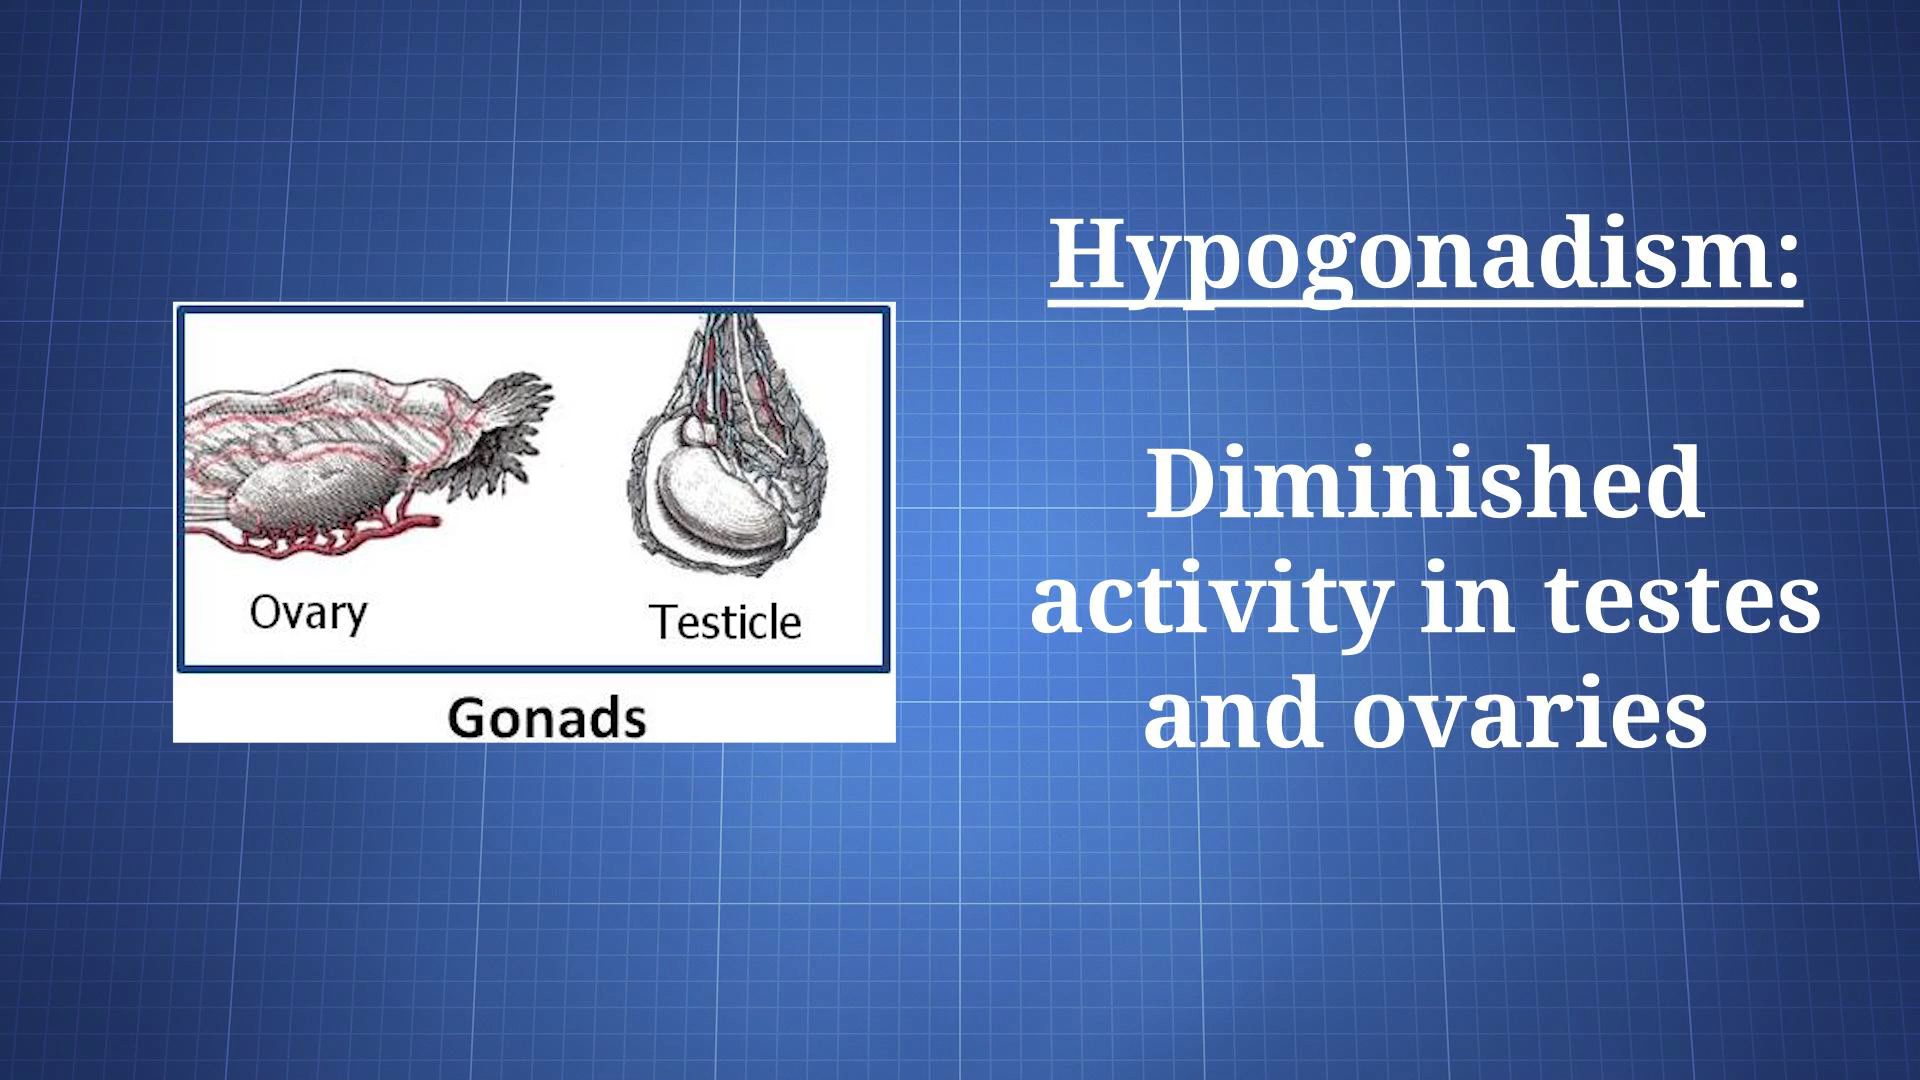 Hypogonadism:
Diminished
activity in testes
and ovaries
Ovary
Testicle
Gonads